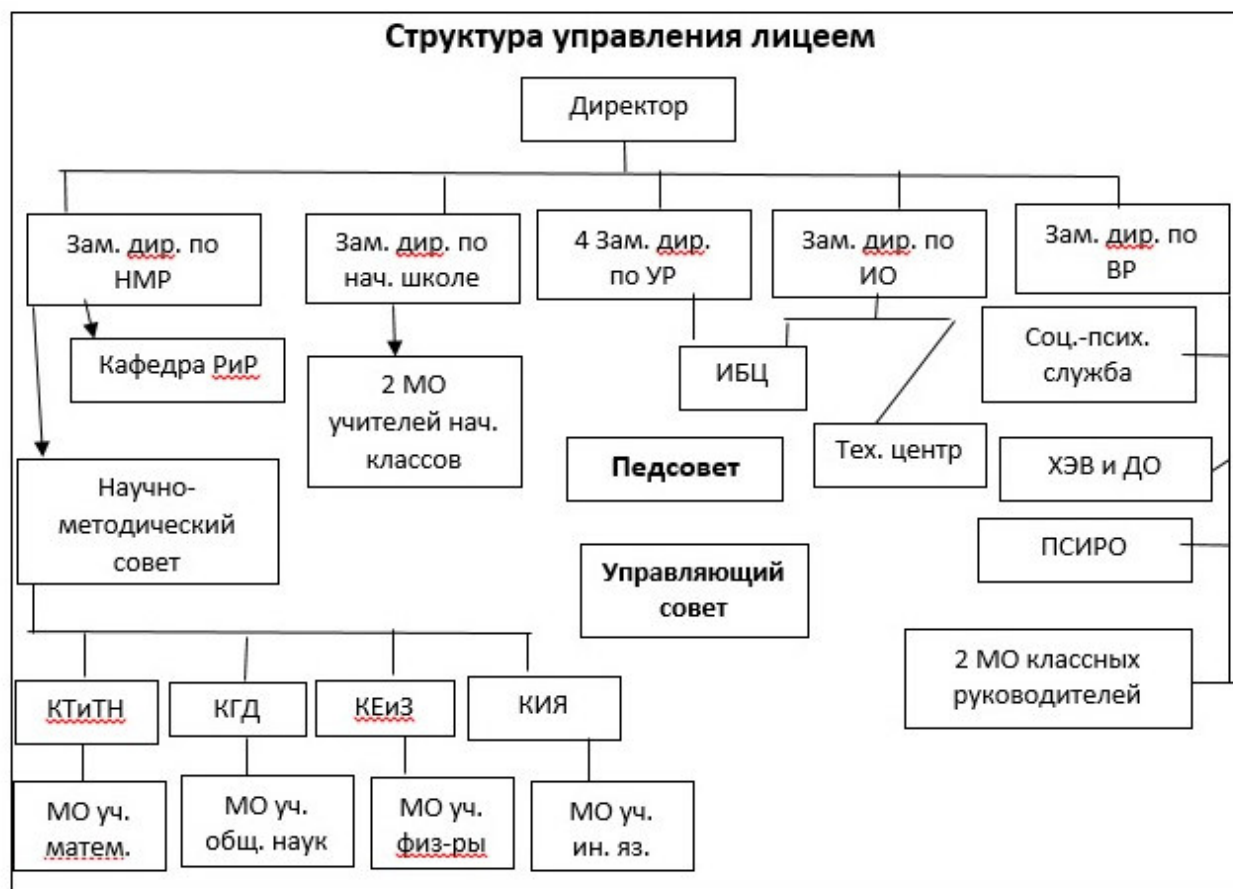 Структура управления лицеем
Директор
Зам. дир. по
НМР
Зам. дир. по
нач. школе
4 Зам. дир.
по УР
Зам. дир. по
ИО
Зам. дир. по
ВР
Кафедра РиР
2 МО
учителей нач.
классов
ИБЦ
Тех. центр
Соц.-псих.
служба
Педсовет
ХЭВ и ДО
Научно-
методический
совет
Управляющий
совет
ПСИРО
2 МО классных
руководителей
КТиТН
КГД
КЕиЗ
КИЯ
МО уч.
матем.
МО уч.
общ. наук
МО уч.
физ-ры
МО уч.
ин. яз.